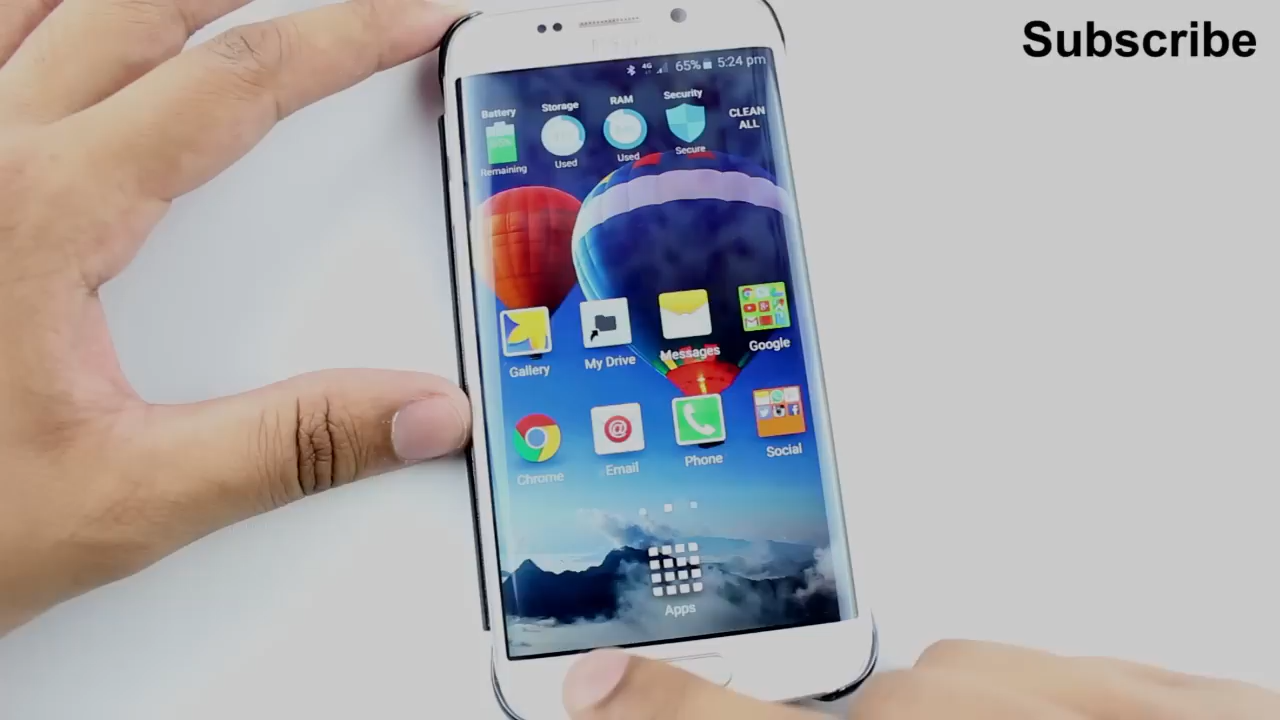 Subscribe
65% 5:24 pm
Battery
Storage
RAM
Security
CLEAN
ALL
Remaining
Used
Used
Secure
Gallery
My Drive
Messages
Google
Chrome
Email
Phone
Social
Apps